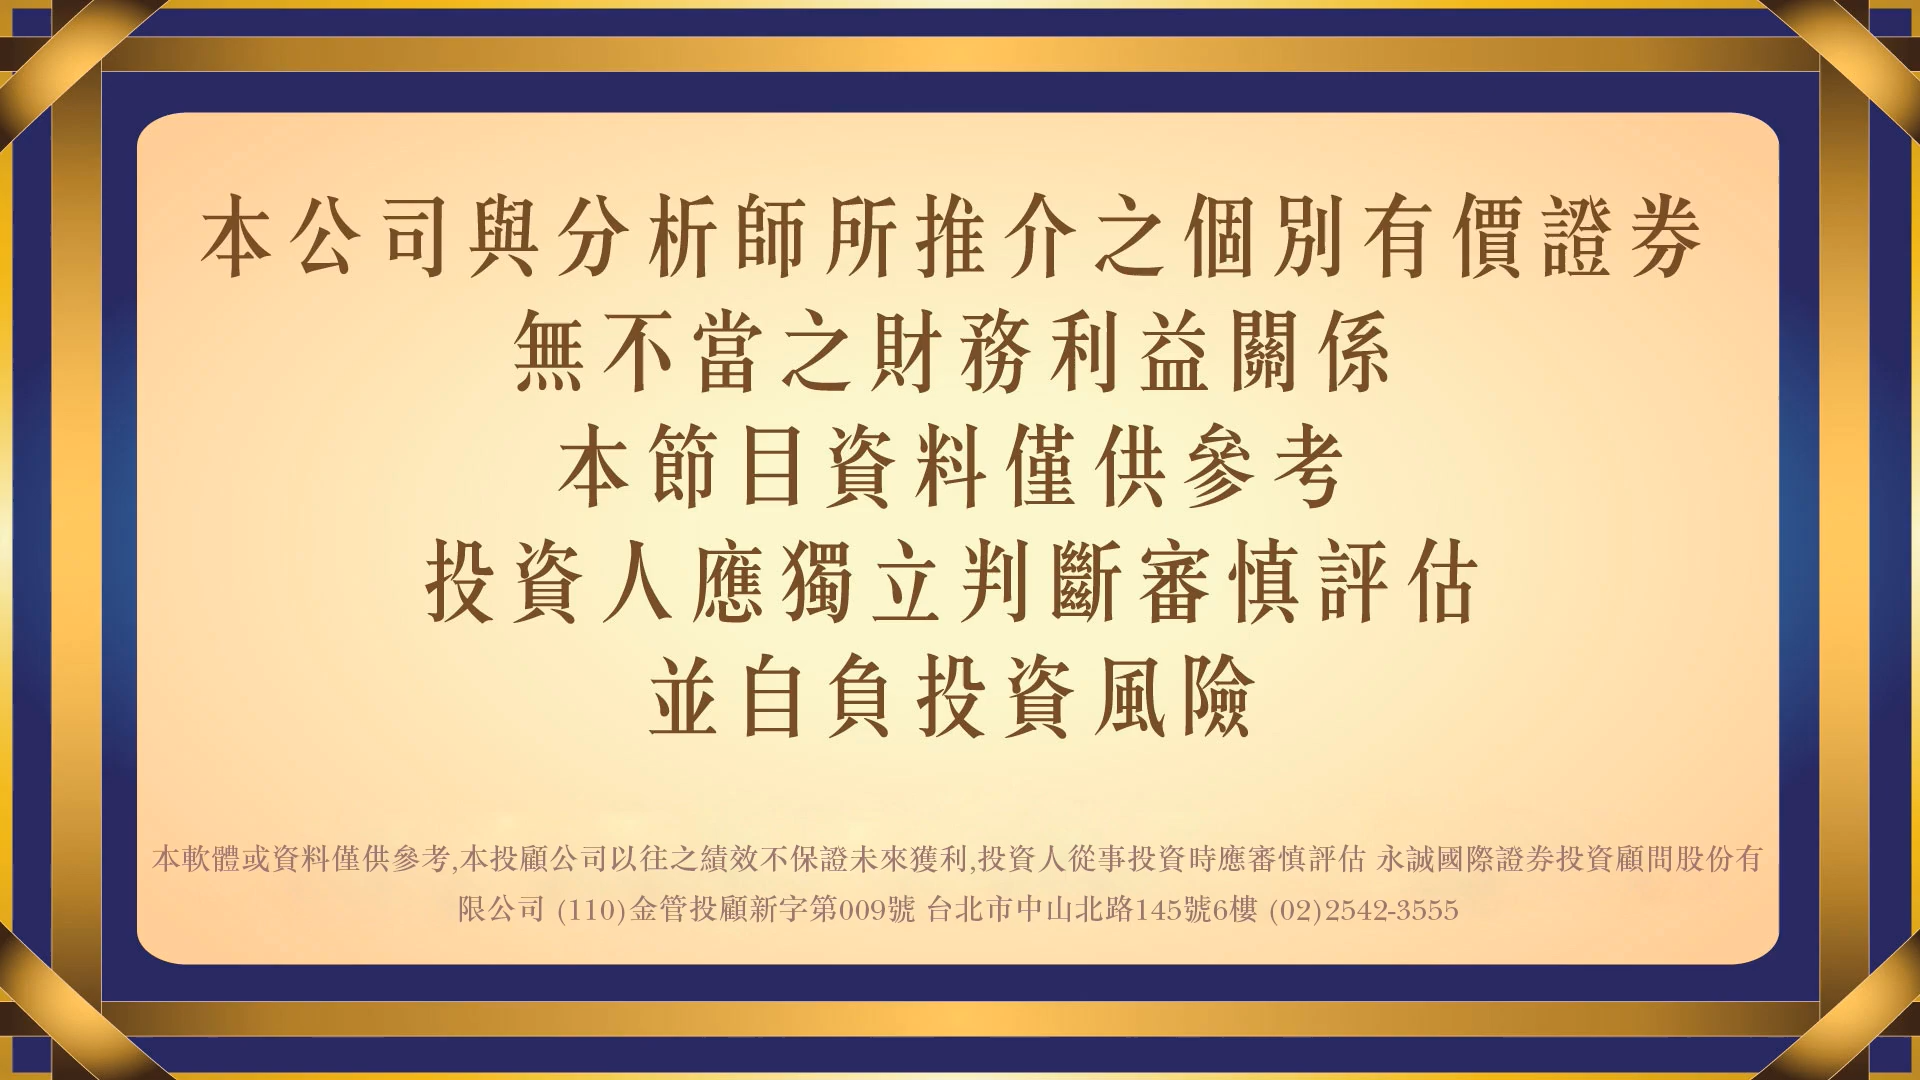 本公司與分析師所推介之個別有價證券
無不當之財務利益關係
本節目資料僅供參考
投資人應獨立判斷審慎評估
並自負投資風險
本軟體或資料僅供參考,本投顧公司以往之績效不保證未來獲利,投資人從事投資時應審慎評估 永誠國際證券投資顧問股份有
限公司 (110)金管投顧新字第009號 台北市中山北路145號6樓 (02)2542-3555